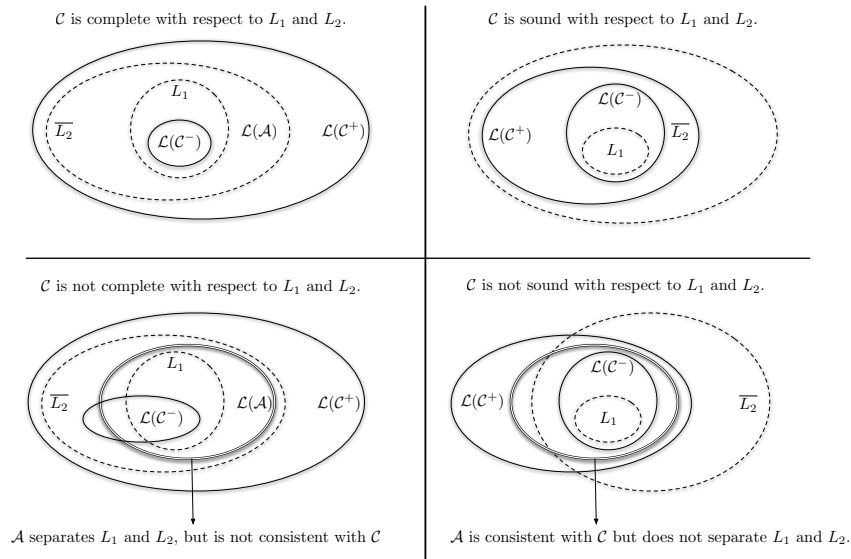 𝒞 is complete with respect to L₁ and L₂.
L₁
L̅₂̅
ℒ(𝒞⁻)
ℒ(𝒜)
ℒ(𝒞⁺)
𝒞 is sound with respect to L₁ and L₂.
ℒ(𝒞⁻)
ℒ(𝒞⁺)
L̅₂̅
L₁
𝒞 is not complete with respect to L₁ and L₂.
L₁
L̅₂̅
ℒ(𝒞⁻)
ℒ(𝒜)
ℒ(𝒞⁺)
𝒜 separates L₁ and L₂, but is not consistent with 𝒞
𝒞 is not sound with respect to L₁ and L₂.
ℒ(𝒞⁻)
ℒ(𝒞⁺)
L̅₂̅
L₁
𝒜 is consistent with 𝒞 but does not separate L₁ and L₂.